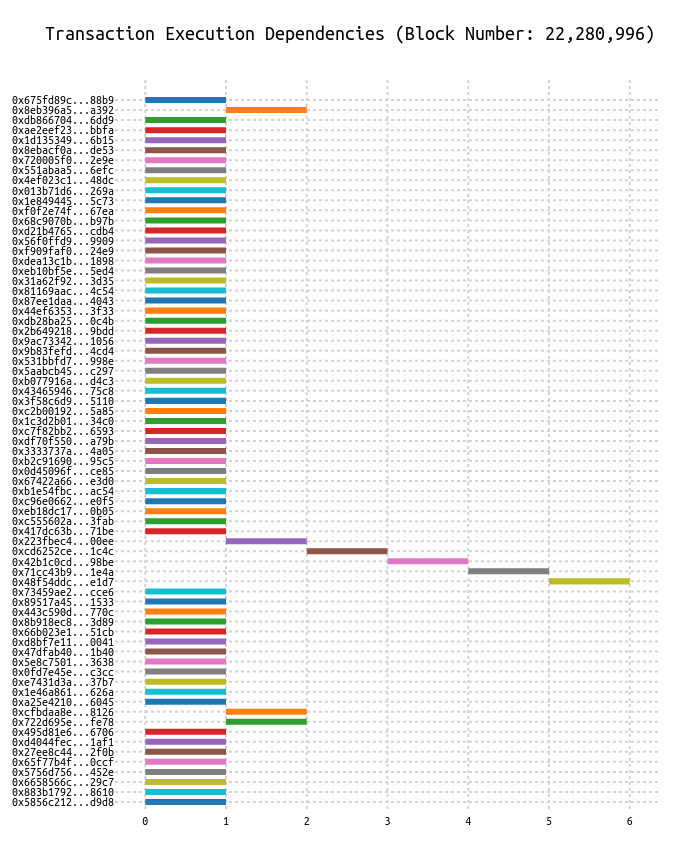 Transaction Execution Dependencies (Block Number: 22,280,996)
0x675fd89c...88b9
0x8eb396a5...a392
0xdb866704...6dd9
0xae2eef23...bbfa
0x1d135349...6b15
0x8ebacf0a...de53
0x720005f0...2e9e
0x551abaa5...6efc
0x4ef023c1...48dc
0x013b71d6...269a
0x1e849445...5c73
0xf0f2e74f...67ea
0x68c9070b...b97b
0xd21b4765...cdb4
0x56f0ffd9...9909
0xf909faf0...24e9
0xdea13c1b...1898
0xeb10bf5e...5ed4
0x31a62f92...3d35
0x81169aac...4c54
0x87ee1daa...4043
0x44ef6353...3f33
0xdb28ba25...0c4b
0x2b649218...9bdd
0x9ac73342...1056
0x9b83fefd...4cd4
0x531bbfd7...998e
0x5aabcb45...c297
0xb077916a...d4c3
0x43465946...75c8
0x3f58c6d9...5110
0xc2b00192...5a85
0x1c3d2b01...34c0
0xc7f82bb2...6593
0xdf70f550...a79b
0x3333737a...4a05
0xb2c91690...95c5
0x0d45096f...ce85
0x67422a66...e3d0
0xb1e54fbc...ac54
0xc96e0662...e0f5
0xeb18dc17...0b05
0xc555602a...3fab
0x417dc63b...71be
0x223fbec4...00ee
0xcd6252ce...1c4c
0x42b1c0cd...98be
0x71cc43b9...1e4a
0x48f54ddc...e1d7
0x73459ae2...cce6
0x89517a45...1533
0x443c590d...770c
0x8b918ec8...3d89
0x66b023e1...51cb
0xd8bf7e11...0041
0x47dfab40...1b40
0x5e8c7501...3638
0x0fd7e45e...c3cc
0xe7431d3a...37b7
0x1e46a861...626a
0xa25e4210...6045
0xcfbdaa8e...8126
0x722d695e...fe78
0x495d81e6...6706
0xd4044fec...1af1
0x27ee8c44...2f0b
0x65f77b4f...0ccf
0x5756d756...452e
0x6658566c...29c7
0x883b1792...8610
0x5856c212...d9d8
0 1 2 3 4 5 6